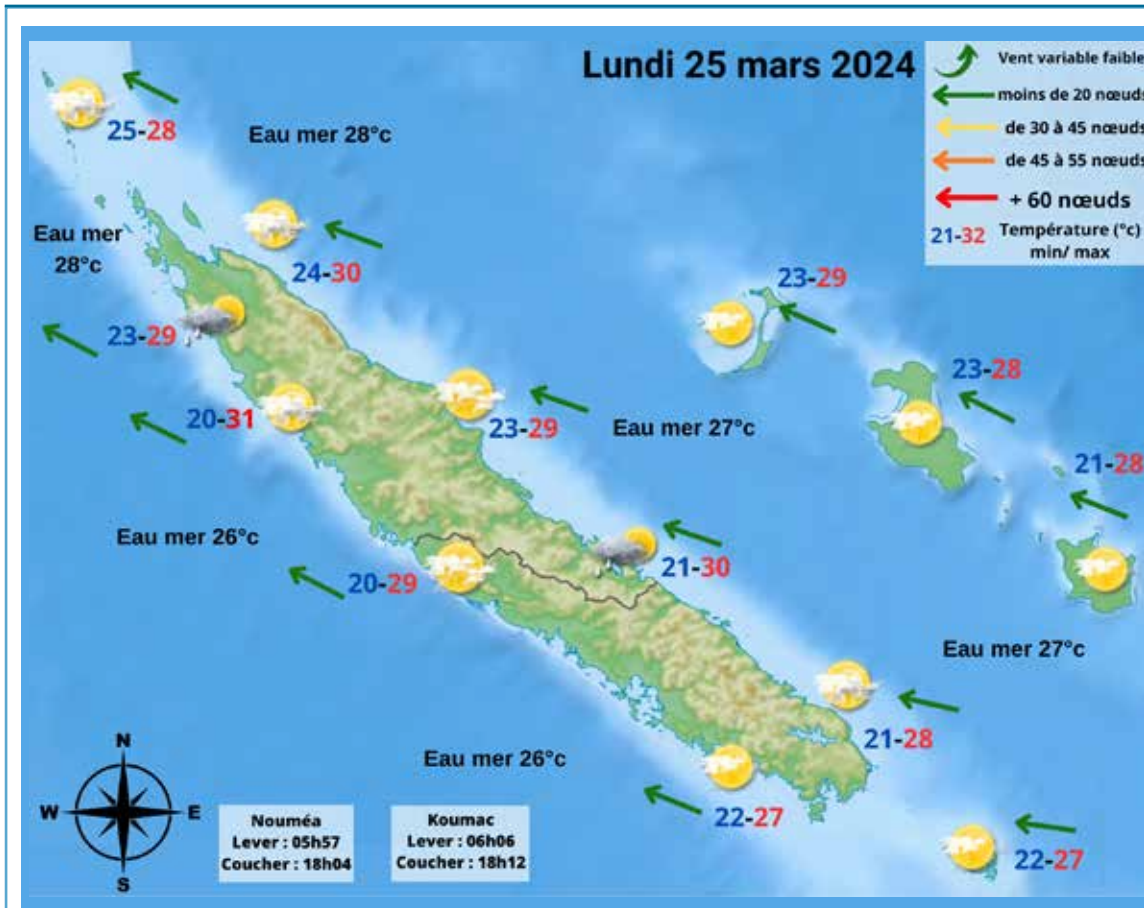 Lundi 25 mars 2024
Vent variable faible
moins de 20 nœuds
de 30 à 45 nœuds
de 45 à 55 nœuds
+ 60 nœuds
21-32 Température (°c)
min/ max
25-28
Eau mer 28°c
Eau mer
28°c
24-30
23-29
23-29
23-28
20-31
23-29
Eau mer 27°c
21-28
Eau mer 26°c
20-29
21-30
Eau mer 27°c
21-28
Eau mer 26°c
22-27
22-27
N
W
E
S
Nouméa
Lever : 05h57
Coucher : 18h04
Koumac
Lever : 06h06
Coucher : 18h12